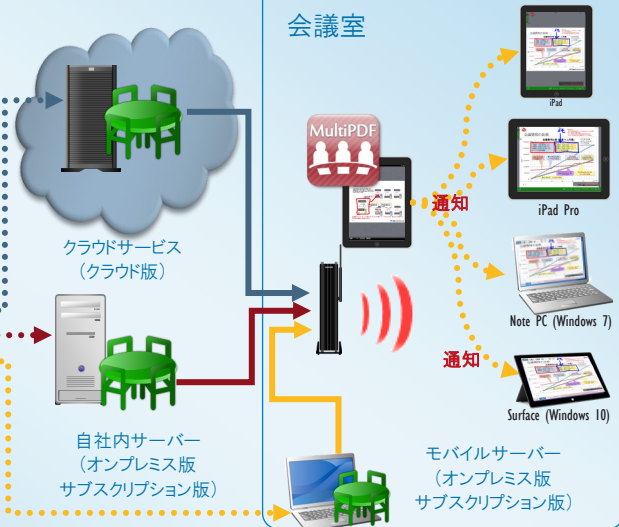 会議室
MultiPDF
iPad
通知
iPad Pro
クラウドサービス
（クラウド版）
Note PC (Windows 7)
通知
Surface (Windows 10)
自社内サーバー
（オンプレミス版
サブスクリプション版）
モバイルサーバー
（オンプレミス版
サブスクリプション版）